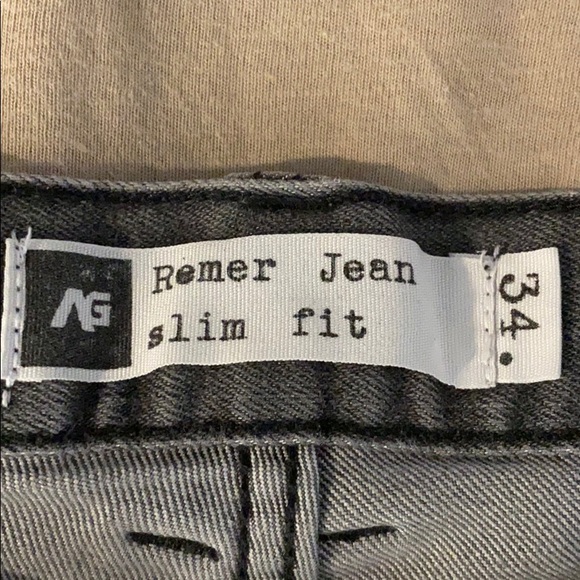 AG
Remer Jean
slim fit
34.